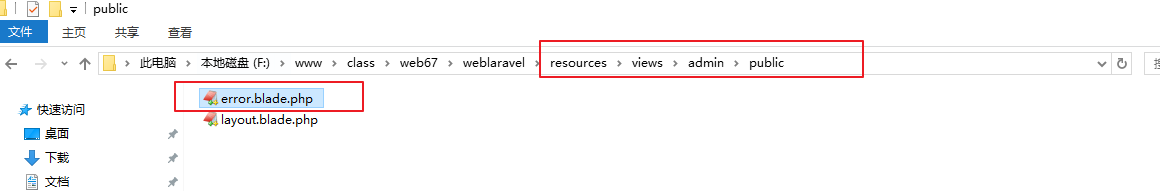 public
文件 主页 共享 查看
此电脑 本地磁盘 (F:) www class web67 weblaravel resources views admin public 搜
快速访问 error.blade.php
layout.blade.php
桌面
下载
文档